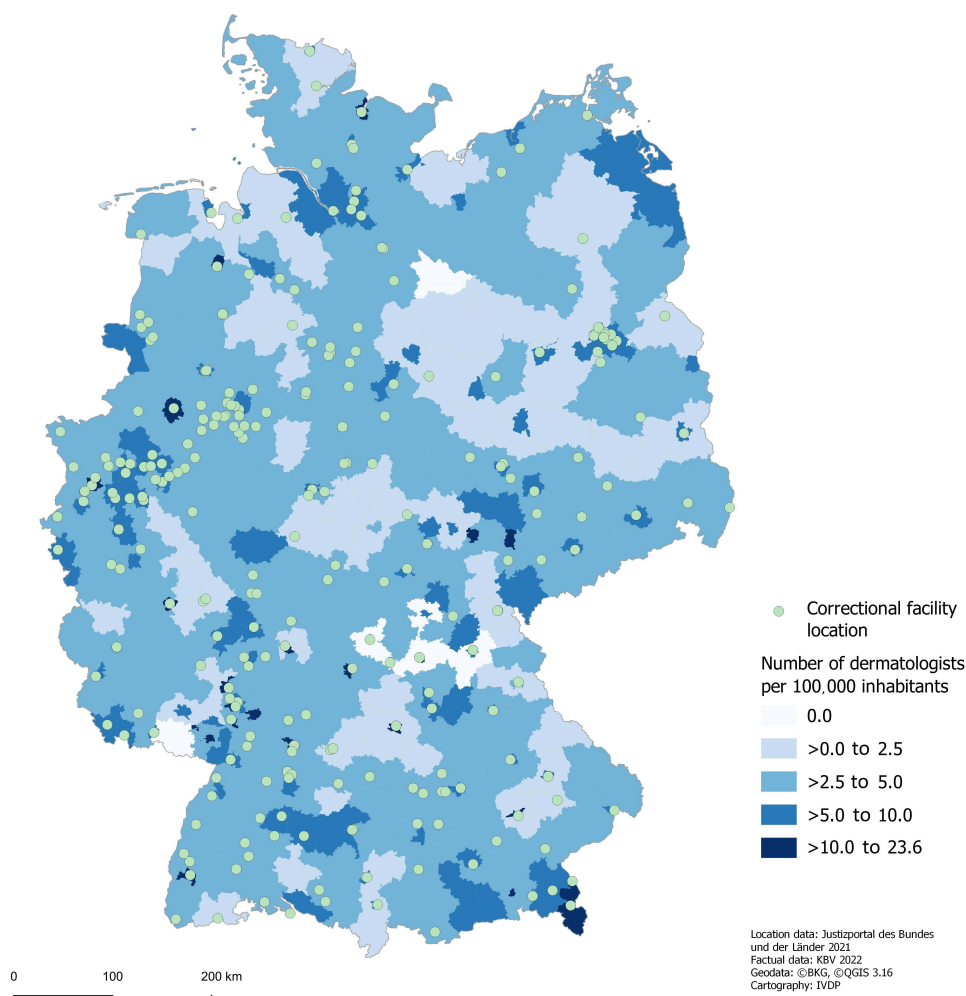 Correctional facility
location
Number of dermatologists
per 100,000 inhabitants
0.0
>0.0 to 2.5
>2.5 to 5.0
>5.0 to 10.0
>10.0 to 23.6
Location data: Justizportal des Bundes
und der Länder 2021
Factual data: KBV 2022
Geodata: ©BKG, ©QGIS 3.16
Cartography: IVDP
0 100 200 km